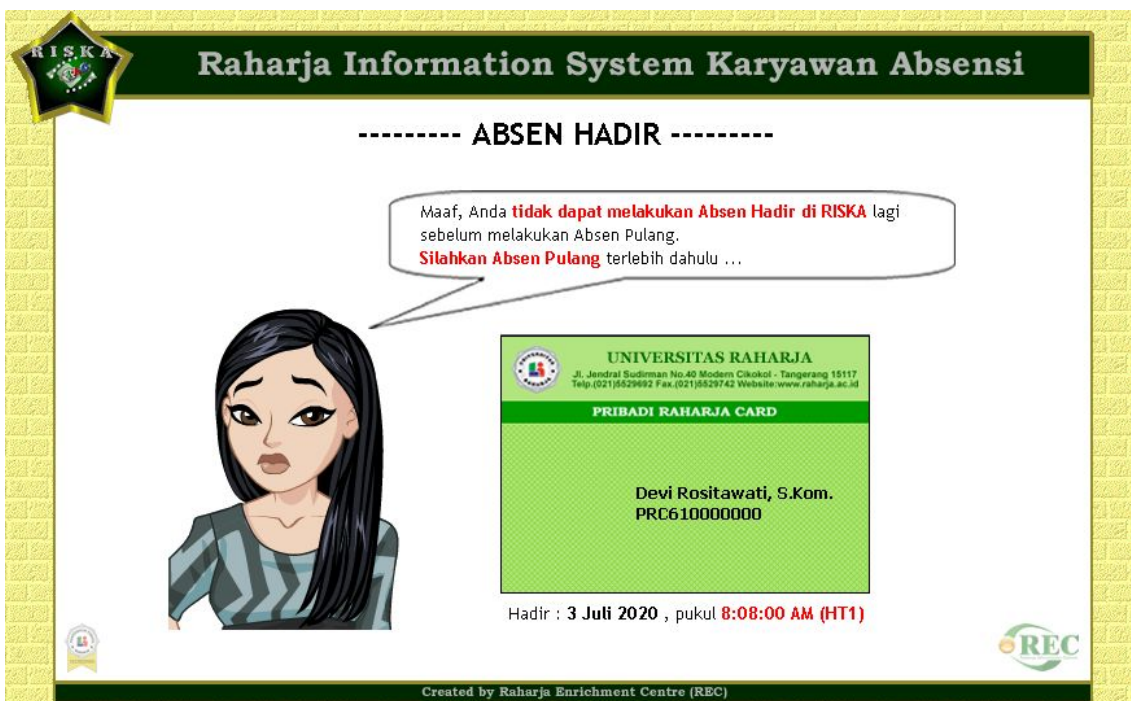 RISKA
Raharja Information System Karyawan Absensi
--------- ABSEN HADIR ---------
Maaf, Anda tidak dapat melakukan Absen Hadir di RISKA lagi
sebelum melakukan Absen Pulang.
Silahkan Absen Pulang terlebih dahulu ...
UNIVERSITAS RAHARJA
Jl. Jendral Sudirman No.40 Modern Cikokol - Tangerang 15117
Telp.(021)5529692 Fax.(021)5529742 Website:www.raharja.ac.id
PRIBADI RAHARJA CARD
Devi Rositawati, S.Kom.
PRC610000000
Hadir : 3 Juli 2020 , pukul 8:08:00 AM (HT1)
REC
Created by Raharja Enrichment Centre (REC)